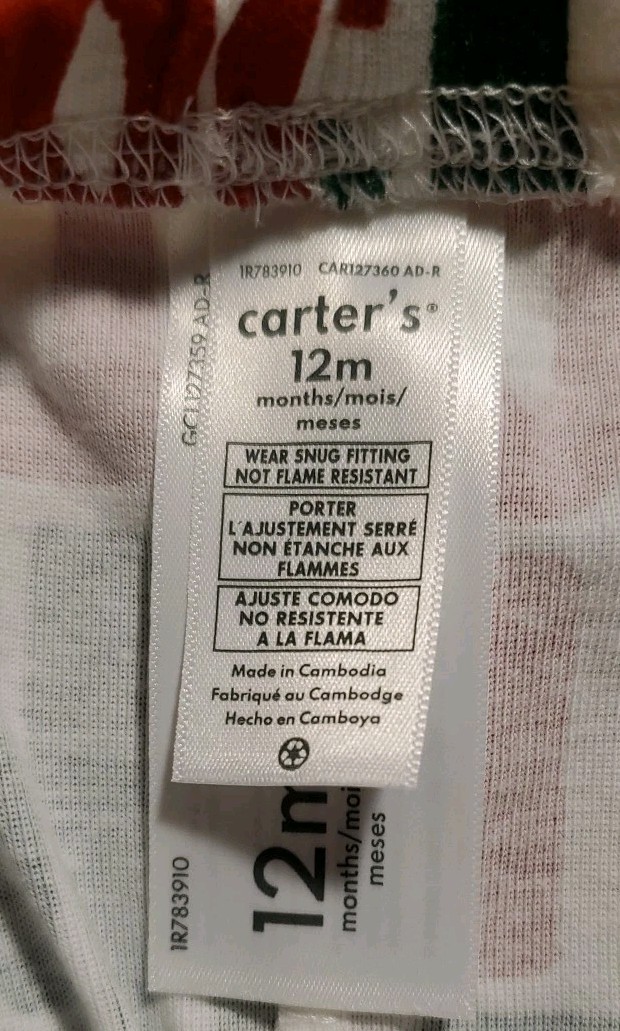 1R783910 CAR127360 AD-R
carter's®
12m
months/mois/
meses
WEAR SNUG FITTING
NOT FLAME RESISTANT
PORTER
L'AJUSTEMENT SERRÉ
NON ÉTANCHE AUX
FLAMMES
AJUSTE COMODO
NO RESISTENTE
A LA FLAMA
Made in Cambodia
Fabriqué au Cambodge
Hecho en Camboya
GC1127359 AD-R
1R783910
12m
months/moi
meses